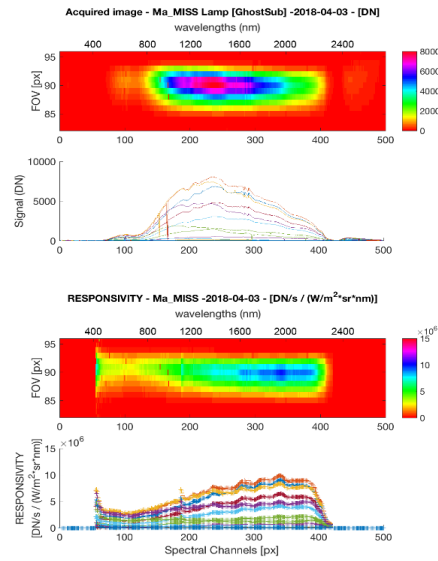 Acquired image - Ma_MISS Lamp [GhostSub] -2018-04-03 - [DN]
wavelengths (nm)
400 800 1200 1600 2000 2400
FOV [px]
95
90
85
0 100 200 300 400 500
8000
6000
4000
2000
0
Signal (DN)
10000
5000
0
0 100 200 300 400 500
RESPONSIVITY - Ma_MISS -2018-04-03 - [DN/s / (W/m²*sr*nm)]
wavelengths (nm)
400 800 1200 1600 2000 2400
FOV [px]
95
90
85
0 100 200 300 400 500
×10⁶
15
10
5
0
RESPONSIVITY
[DN/s / (W/m²sr*nm)]
×10⁶
15
10
5
0
0 100 200 300 400 500
Spectral Channels [px]